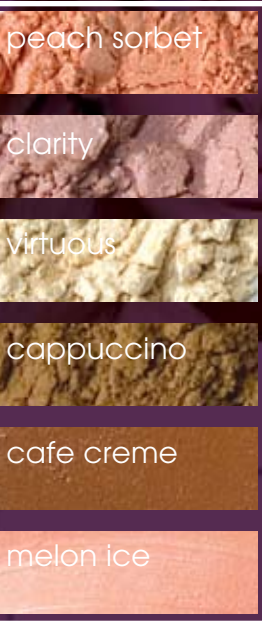 peach sorbet
clarity
virtuous
cappuccino
cafe creme
melon ice